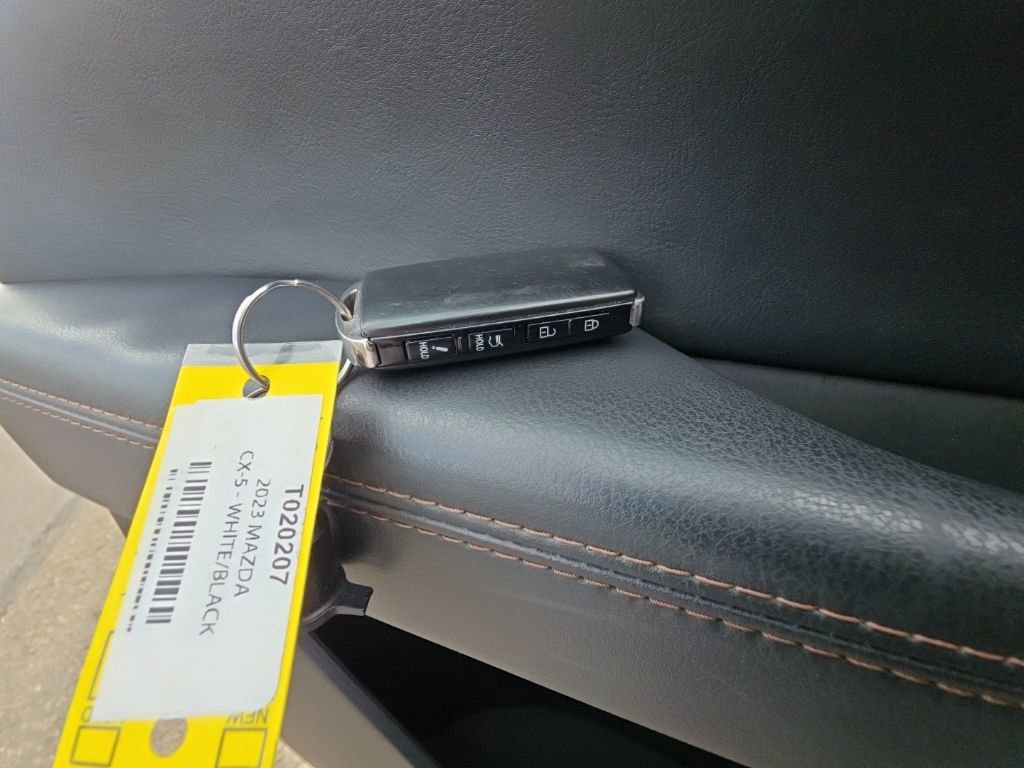 T020207
2023 MAZDA
CX-5 - WHITE/BLACK
HOLD
HOLD
NEW